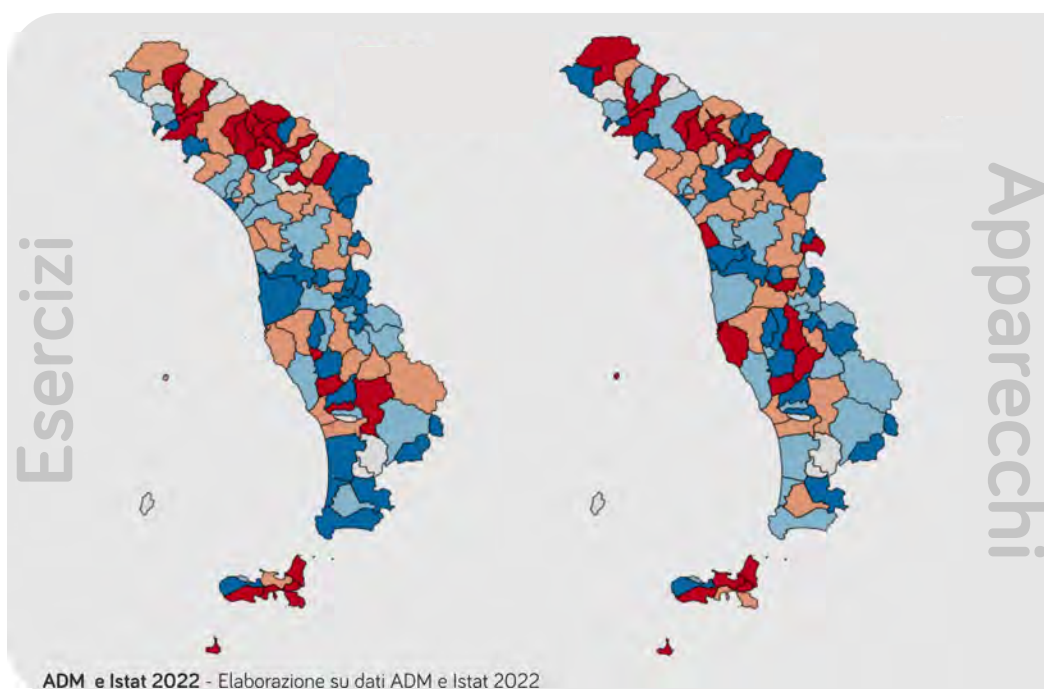 Esercizi
Apparecchi
ADM e Istat 2022 - Elaborazione su dati ADM e Istat 2022